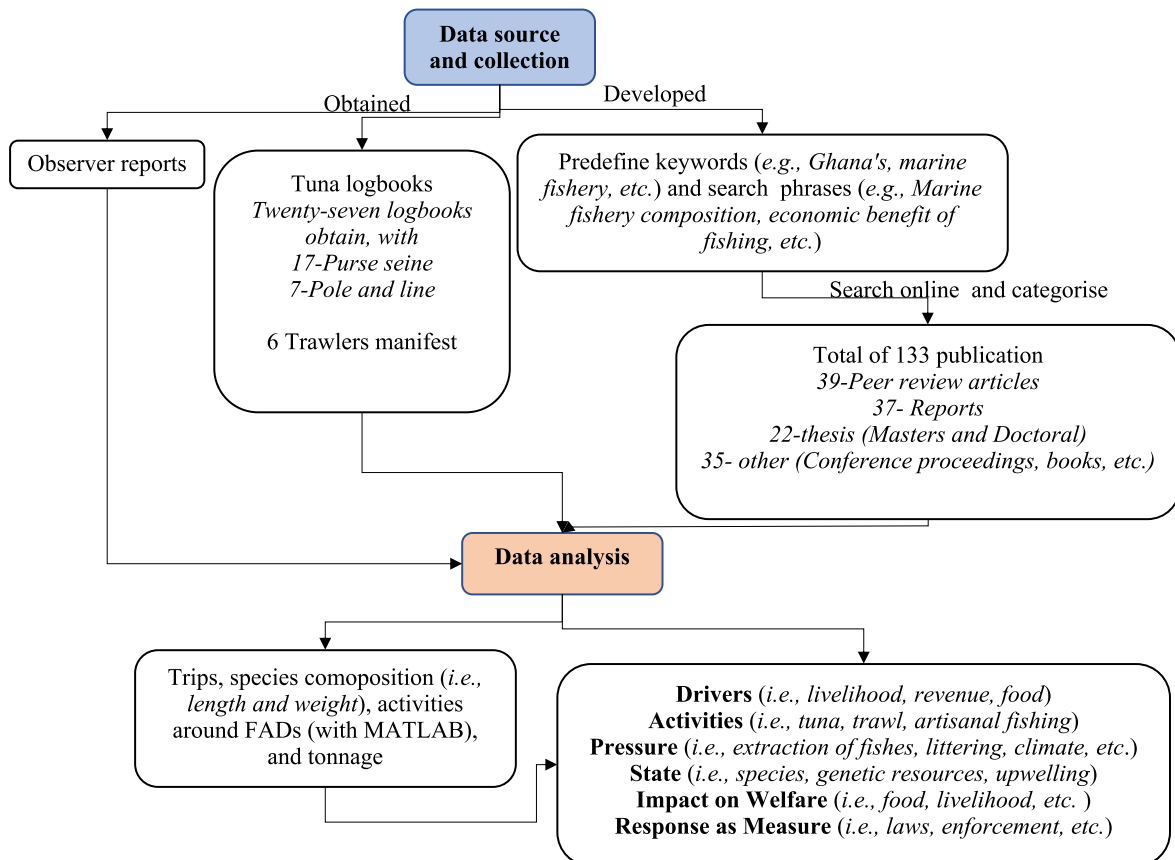 Data source
and collection
Obtained
Developed
Observer reports
Tuna logbooks
Twenty-seven logbooks
obtain, with
17-Purse seine
7-Pole and line
6 Trawlers manifest
Predefine keywords (e.g., Ghana's, marine
fishery, etc.) and search phrases (e.g., Marine
fishery composition, economic benefit of
fishing, etc.)
Search online and categorise
Total of 133 publication
39-Peer review articles
37- Reports
22-thesis (Masters and Doctoral)
35- other (Conference proceedings, books, etc.)
Data analysis
Trips, species comoposition (i.e.,
length and weight), activities
around FADs (with MATLAB),
and tonnage
Drivers (i.e., livelihood, revenue, food)
Activities (i.e., tuna, trawl, artisanal fishing)
Pressure (i.e., extraction of fishes, littering, climate, etc.)
State (i.e., species, genetic resources, upwelling)
Impact on Welfare (i.e., food, livelihood, etc. )
Response as Measure (i.e., laws, enforcement, etc.)